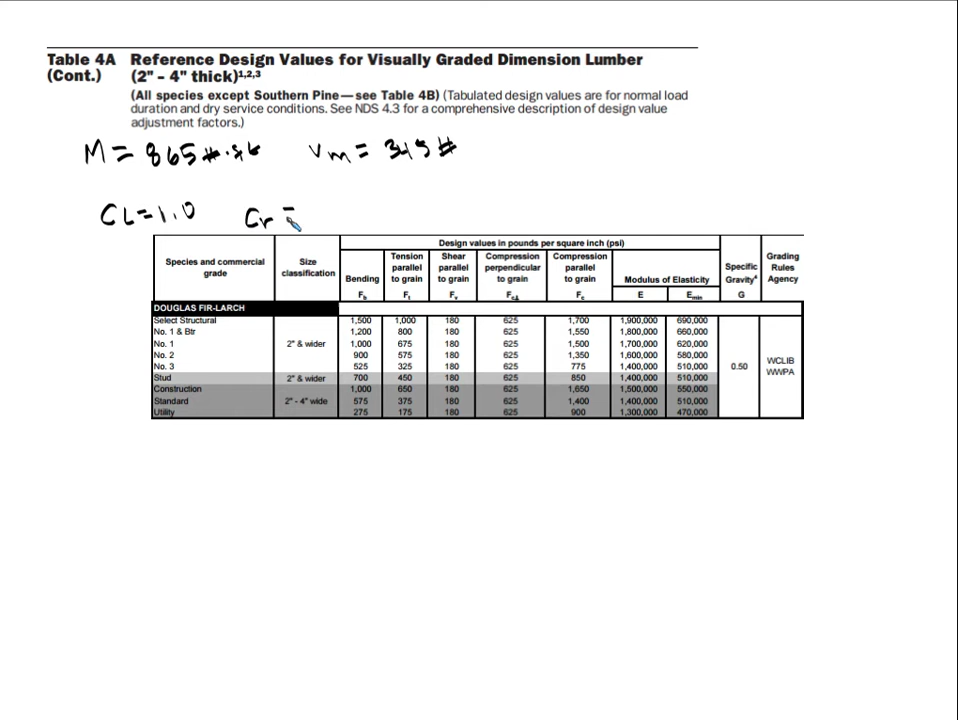 Table 4A Reference Design Values for Visually Graded Dimension Lumber
(Cont.) (2" – 4" thick)1,2,3
(All species except Southern Pine—see Table 4B) (Tabulated design values are for normal load
duration and dry service conditions. See NDS 4.3 for a comprehensive description of design value
adjustment factors.)
M = 865 #·ft Vm = 345 #
CL = 1.0 Cr =
Design values in pounds per square inch (psi)
Species and commercial grade Size classification Bending Tension parallel to grain Shear parallel to grain Compression perpendicular to grain Compression parallel to grain Modulus of Elasticity Specific Gravity4 Grading Rules Agency
Fb Ft Fv Fc⊥ Fc E Emin G
DOUGLAS FIR-LARCH
Select Structural 1,500 1,000 180 625 1,700 1,900,000 690,000
No. 1 & Btr 1,200 800 180 625 1,550 1,800,000 660,000
No. 1 2" & wider 1,000 675 180 625 1,500 1,700,000 620,000
No. 2 900 575 180 625 1,350 1,600,000 580,000
No. 3 525 325 180 625 775 1,400,000 510,000 0.50 WCLIB
WWPA
Stud 2" & wider 700 450 180 625 850 1,400,000 510,000
Construction 1,000 650 180 625 1,650 1,500,000 550,000
Standard 2" - 4" wide 575 375 180 625 1,400 1,400,000 510,000
Utility 275 175 180 625 900 1,300,000 470,000